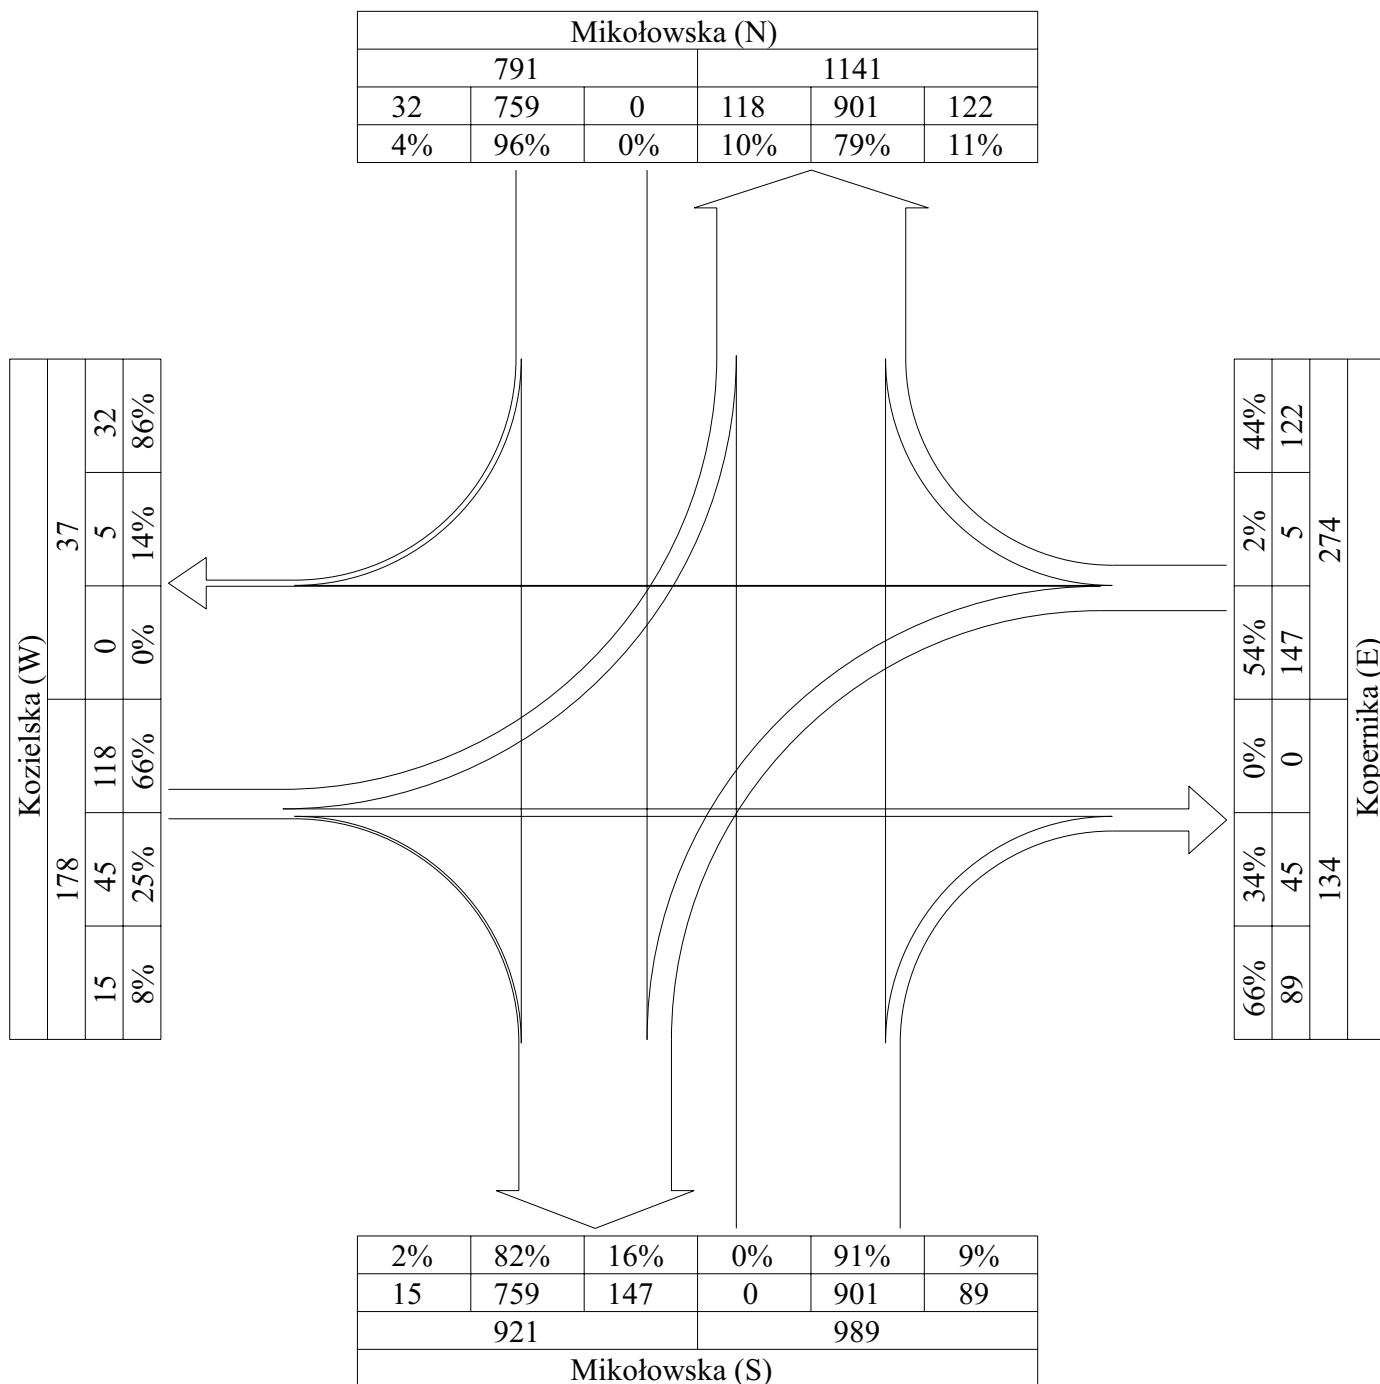 Mikołowska (N)
791 1141
32 759 0 118 901 122
4% 96% 0% 10% 79% 11%
Kozielska (W)
178 37
15 45 118 0 5 32
8% 25% 66% 0% 14% 86%
66% 34% 0% 54% 2% 44%
89 45 0 147 5 122
134 274
Kopernika (E)
2% 82% 16% 0% 91% 9%
15 759 147 0 901 89
921 989
Mikołowska (S)